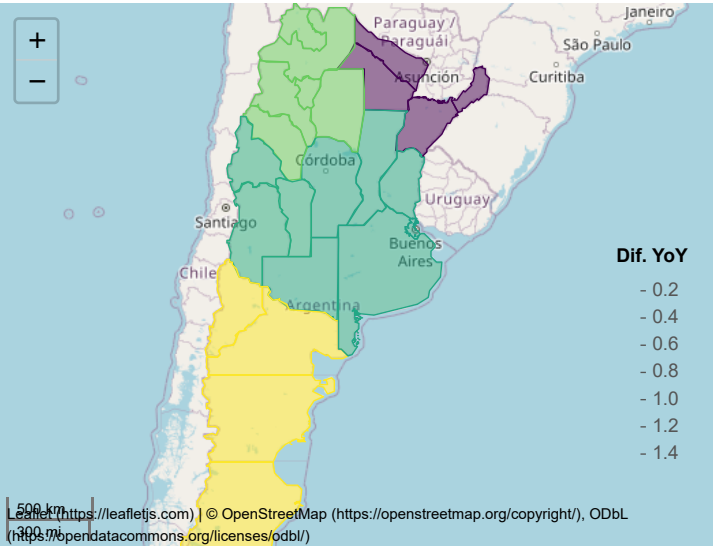 +
−
Janeiro
Paraguay /
Paraguái
São Paulo
Asunción
Curitiba
Córdoba
Uruguay
Santiago
Buenos
Aires
Dif. YoY
Chile
- 0.2
Argentina
- 0.4
- 0.6
- 0.8
- 1.0
- 1.2
- 1.4
500 km
300 mi
Leaflet (https://leafletjs.com) | © OpenStreetMap (https://openstreetmap.org/copyright/), ODbL
(https://opendatacommons.org/licenses/odbl/)